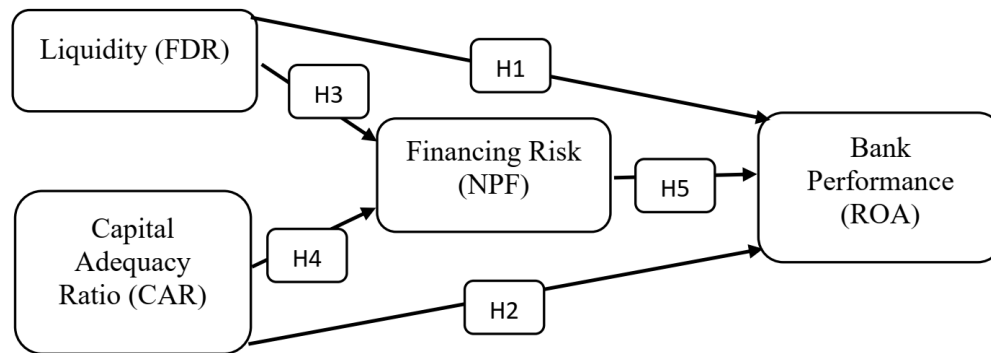 Liquidity (FDR)
H1
H3
Financing Risk
(NPF)
Bank
Performance
(ROA)
H5
Capital
Adequacy
Ratio (CAR)
H4
H2